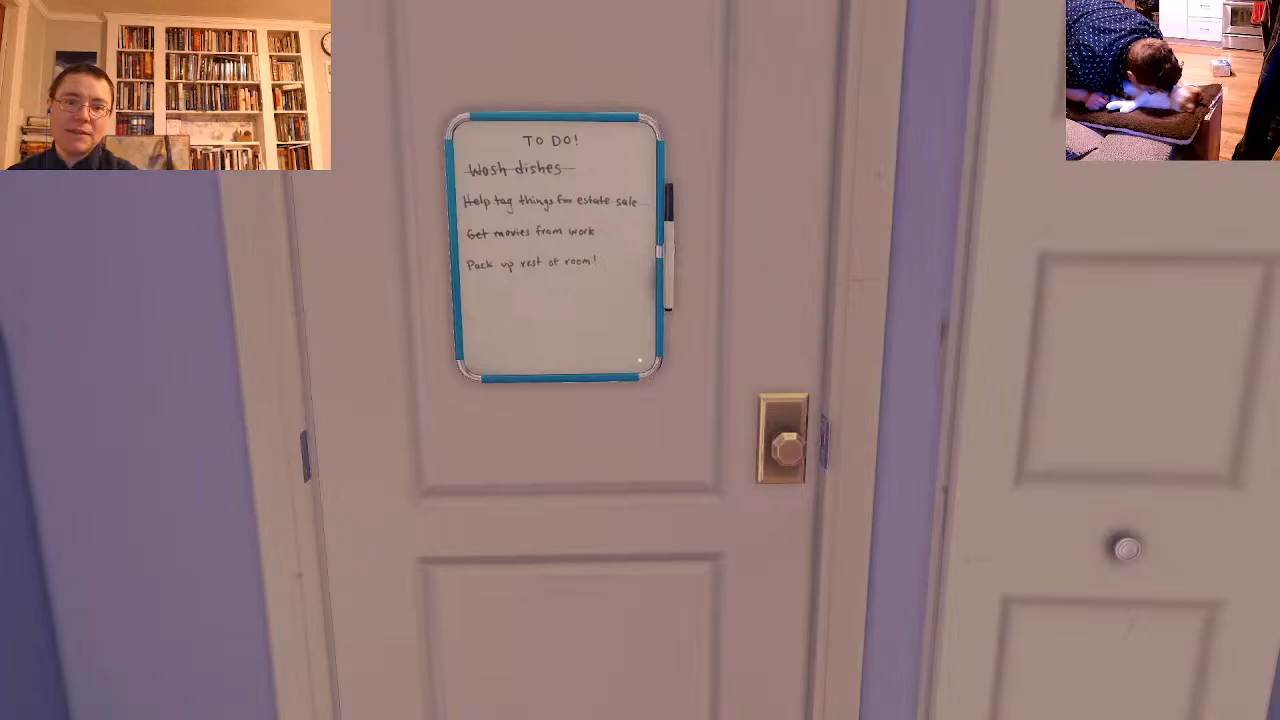 TO DO!
Wash dishes
Help tag things for estate sale
Get movies from work
Pack up rest of room!